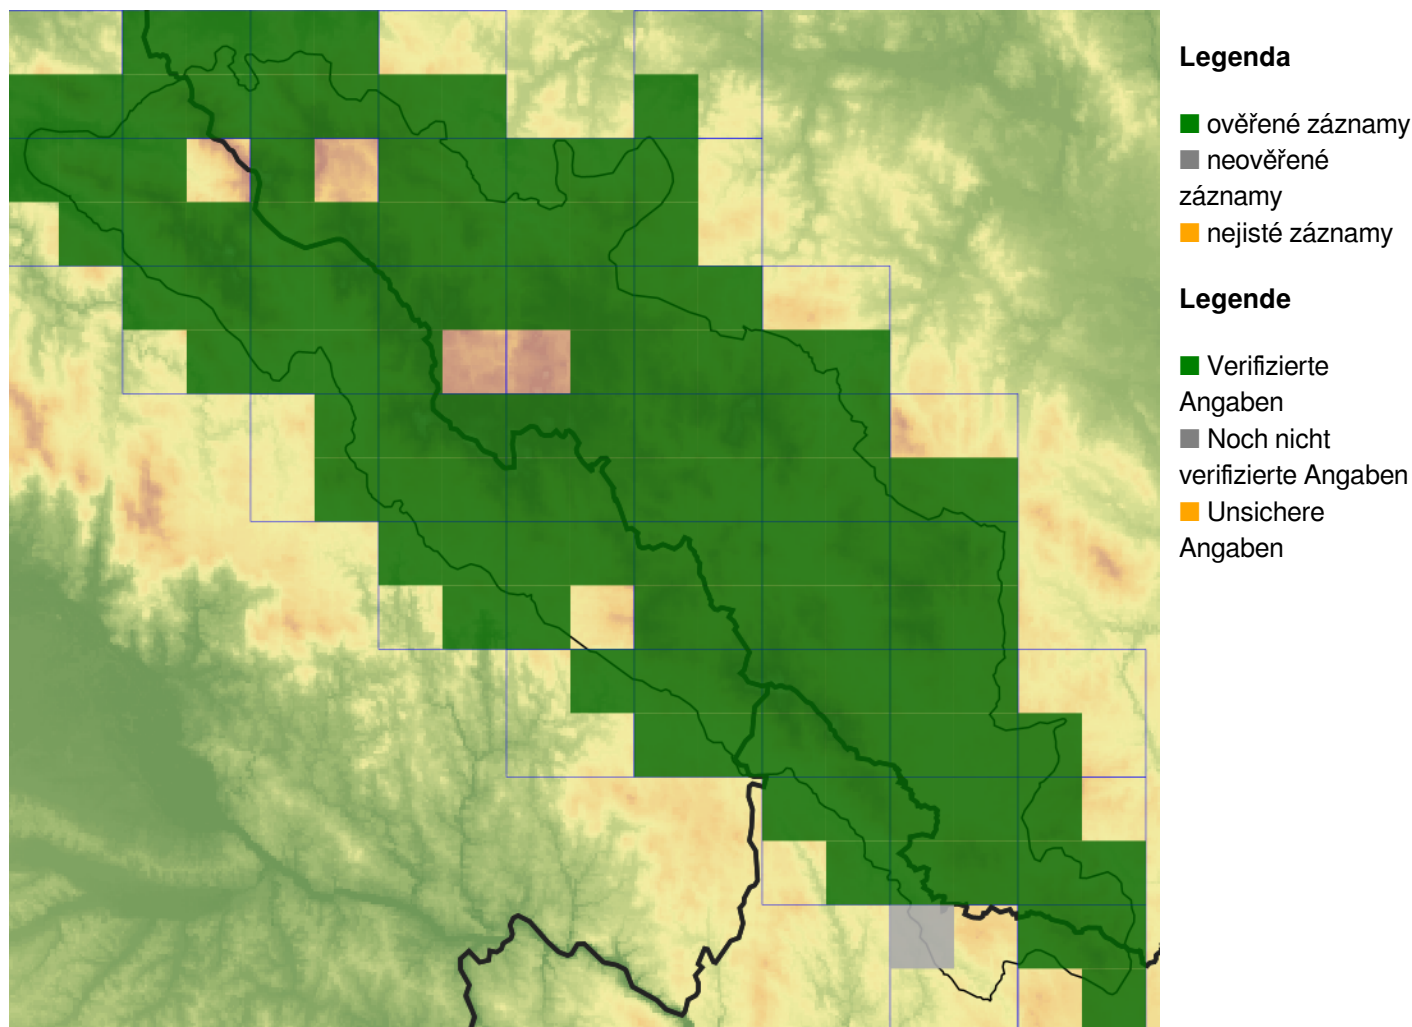 Legenda
ověřené záznamy
neověřené
záznamy
nejisté záznamy
Legende
Verifizierte
Angaben
Noch nicht
verifizierte Angaben
Unsichere
Angaben